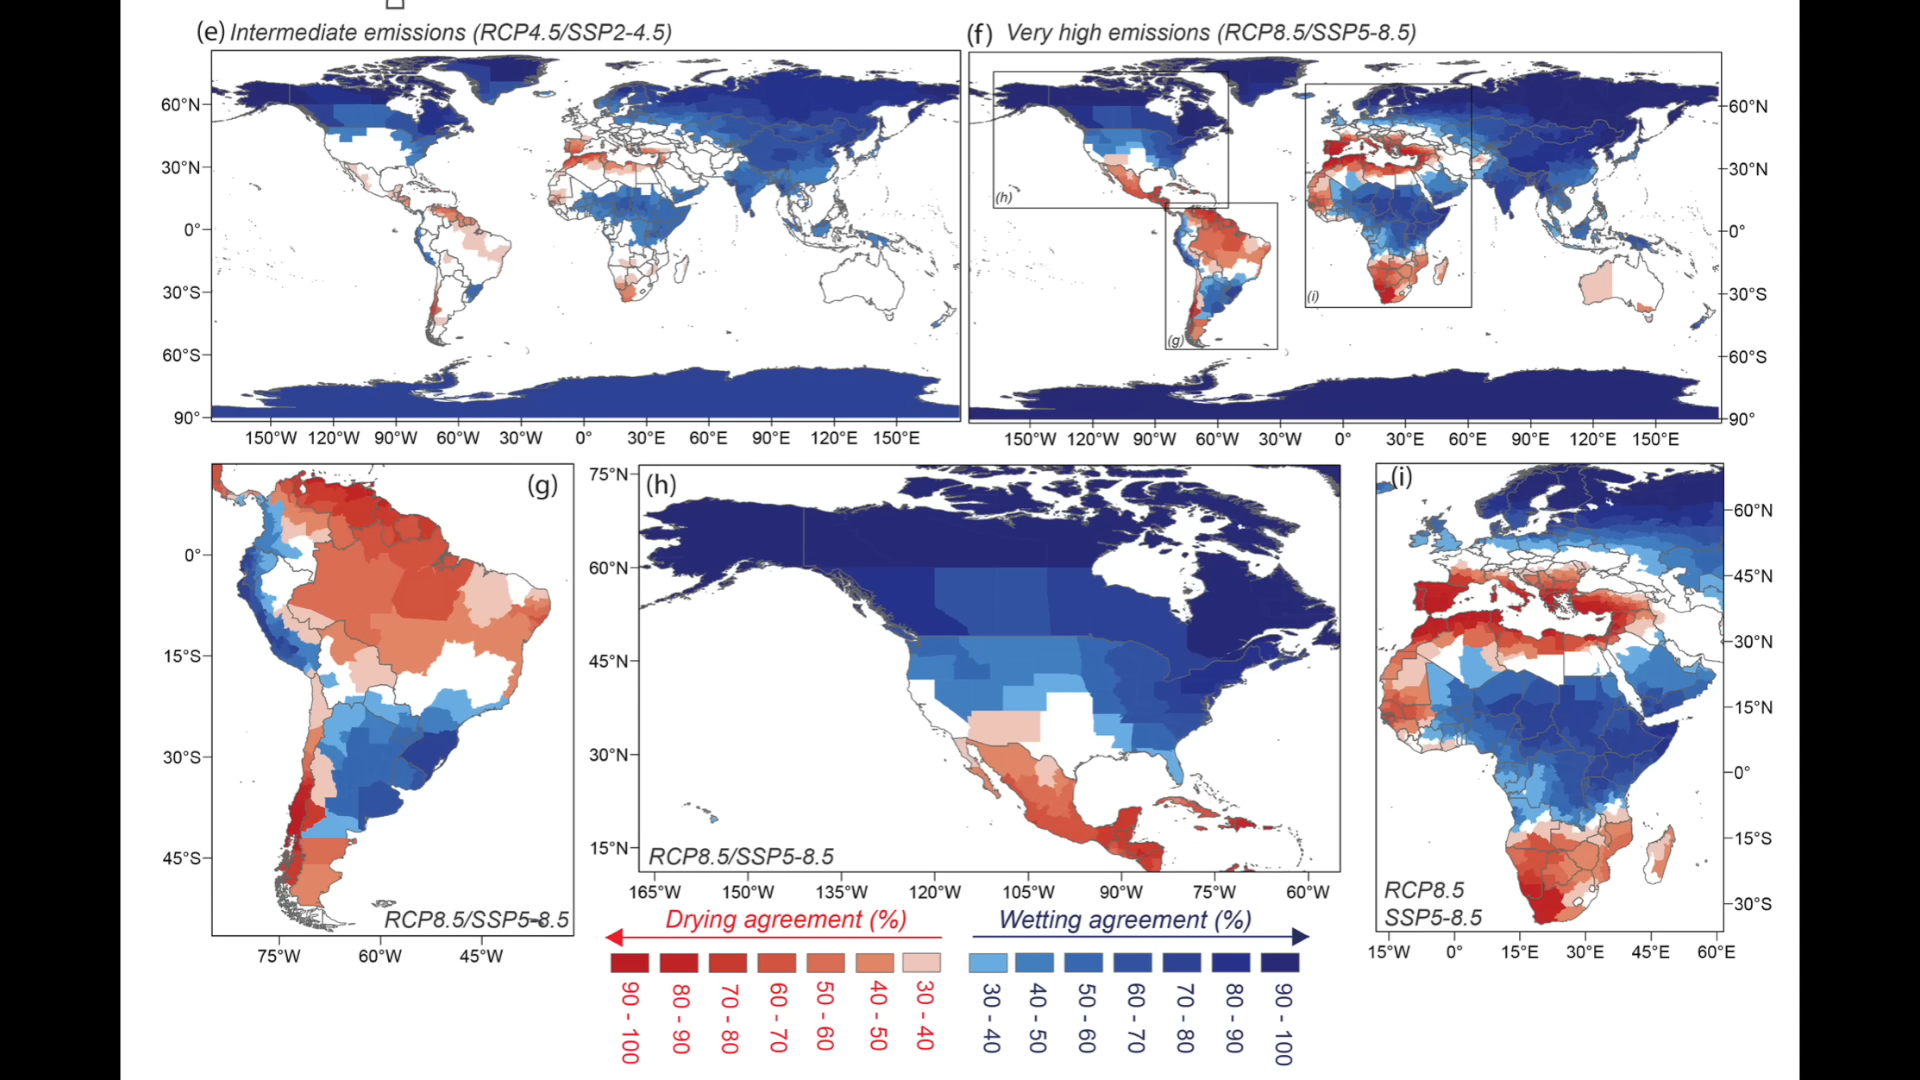 (e) Intermediate emissions (RCP4.5/SSP2-4.5)
(f) Very high emissions (RCP8.5/SSP5-8.5)
60°N
30°N
0°
30°S
60°S
90°
150°W 120°W 90°W 60°W 30°W 0° 30°E 60°E 90°E 120°E 150°E
(h)
(g)
(i)
60°N
30°N
0°
30°S
60°S
90°
150°W 120°W 90°W 60°W 30°W 0° 30°E 60°E 90°E 120°E 150°E
(g)
0°
15°S
30°S
45°S
RCP8.5/SSP5-8.5
75°W 60°W 45°W
(h)
75°N
60°N
45°N
30°N
15°N
RCP8.5/SSP5-8.5
165°W 150°W 135°W 120°W 105°W 90°W 75°W 60°W
(i)
60°N
45°N
30°N
15°N
0°
15°S
30°S
RCP8.5
SSP5-8.5
15°W 0° 15°E 30°E 45°E 60°E
Drying agreement (%)
90 - 100
80 - 90
70 - 80
60 - 70
50 - 60
40 - 50
30 - 40
Wetting agreement (%)
30 - 40
40 - 50
50 - 60
60 - 70
70 - 80
80 - 90
90 - 100